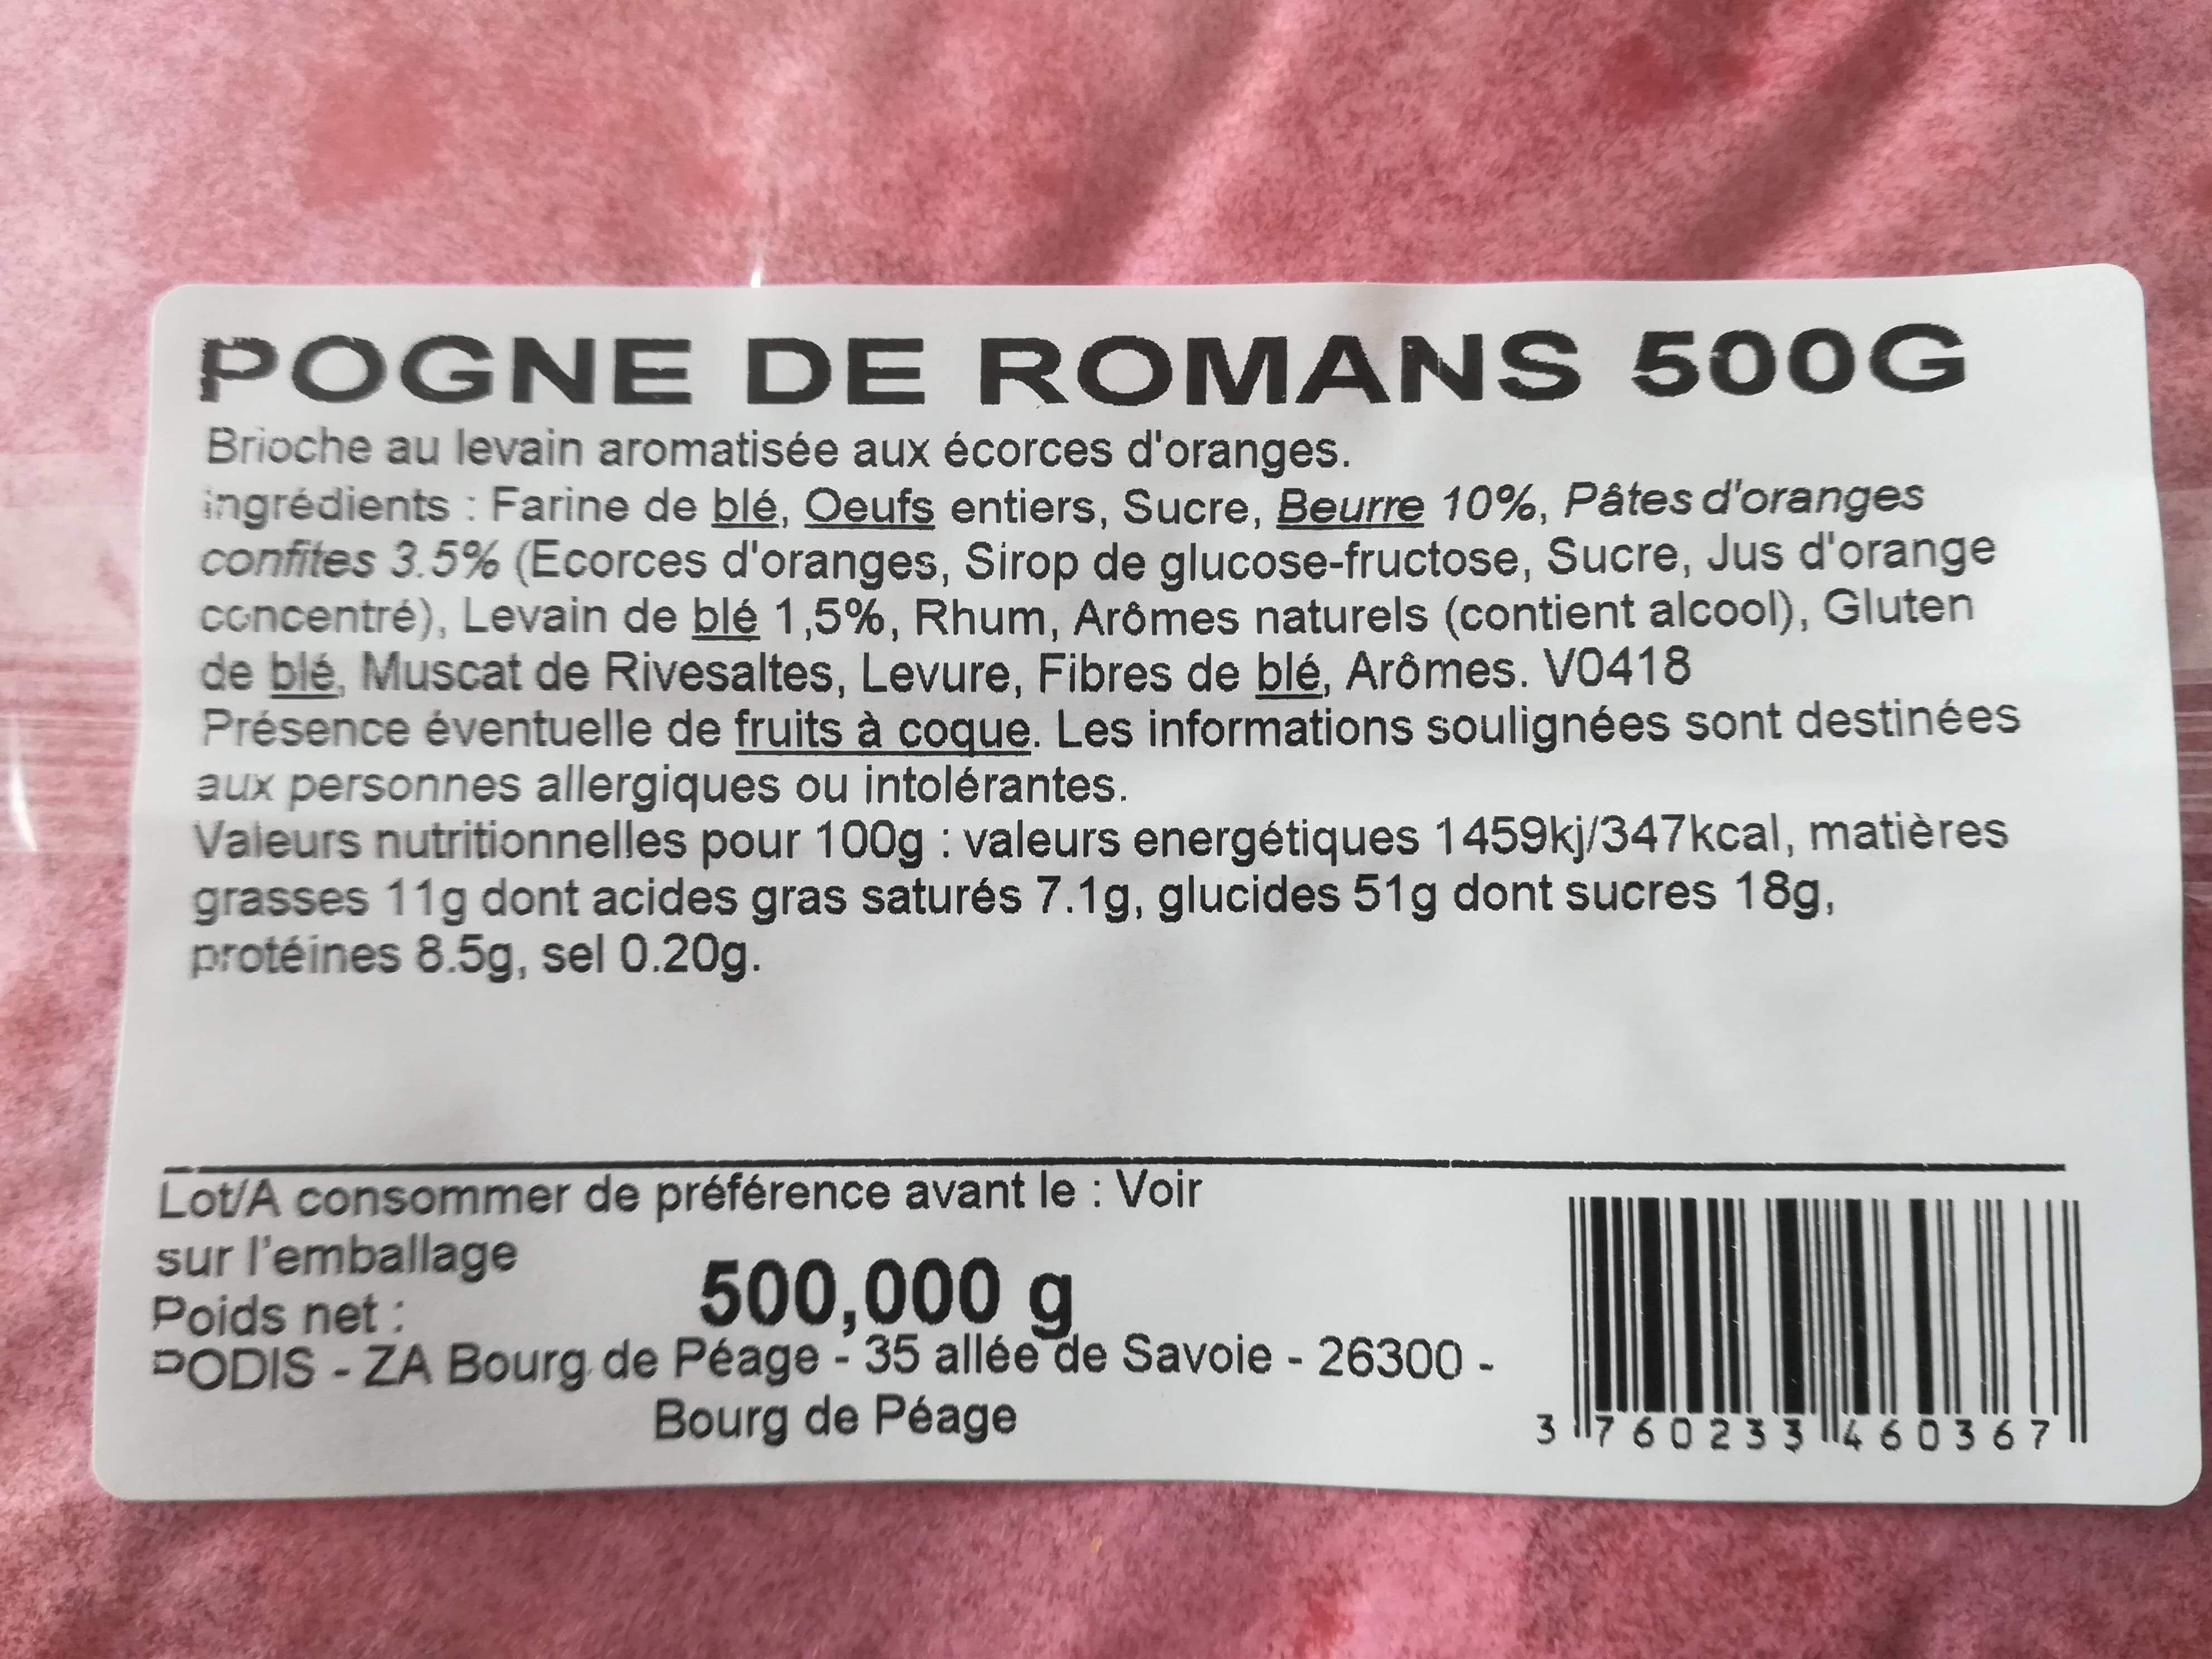 POGNE DE ROMANS 500G
Brioche au levain aromatisée aux écorces d'oranges.
ingrédients : Farine de blé, Oeufs entiers, Sucre, Beurre 10%, Pâtes d'oranges
confites 3.5% (Ecorces d'oranges, Sirop de glucose-fructose, Sucre, Jus d'orange
concentré), Levain de blé 1,5%, Rhum, Arômes naturels (contient alcool), Gluten
de blé, Muscat de Rivesaltes, Levure, Fibres de blé, Arômes. V0418
Présence éventuelle de fruits à coque. Les informations soulignées sont destinées
aux personnes allergiques ou intolérantes.
Valeurs nutritionnelles pour 100g : valeurs energétiques 1459kj/347kcal, matières
grasses 11g dont acides gras saturés 7.1g, glucides 51g dont sucres 18g,
protéines 8.5g, sel 0.20g.
Lot/A consommer de préférence avant le : Voir
sur l'emballage
Poids net : 500,000 g
PODIS - ZA Bourg de Péage - 35 allée de Savoie - 26300 -
Bourg de Péage
3 760233 460367